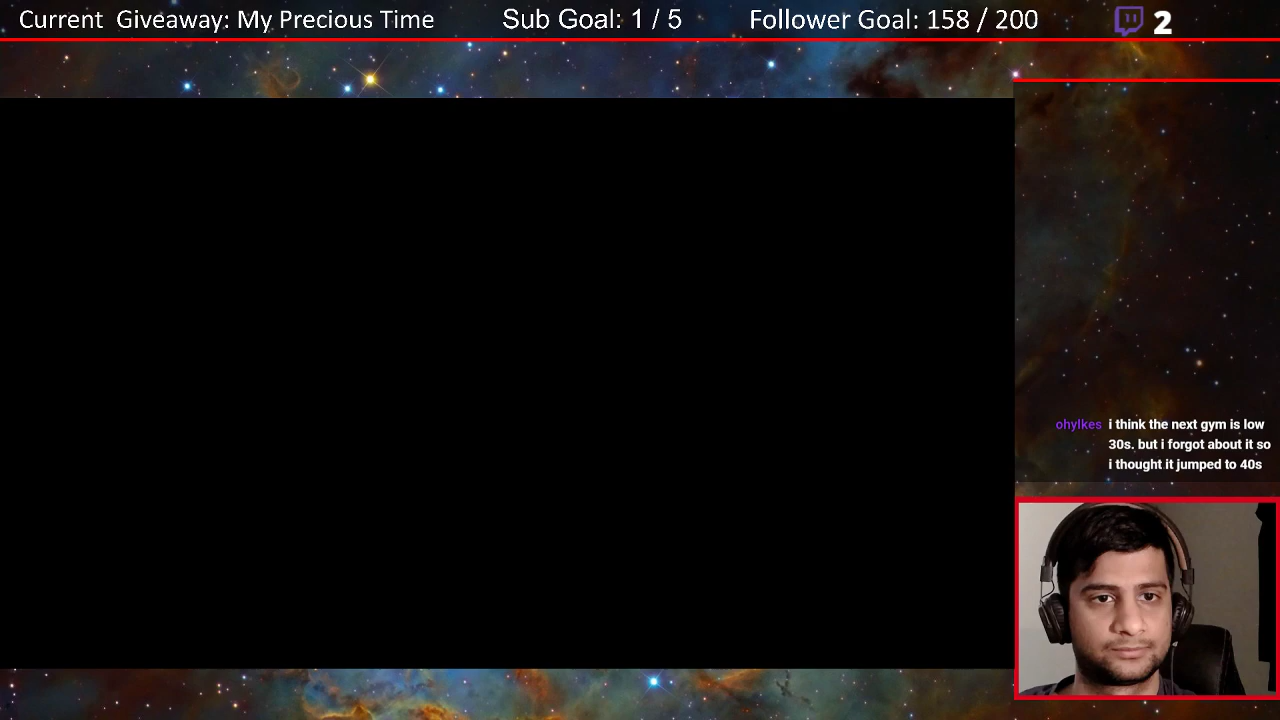 Current Giveaway: My Precious Time
Sub Goal: 1 / 5
Follower Goal: 158 / 200
2
ohylkes i think the next gym is low
30s. but i forgot about it so
i thought it jumped to 40s